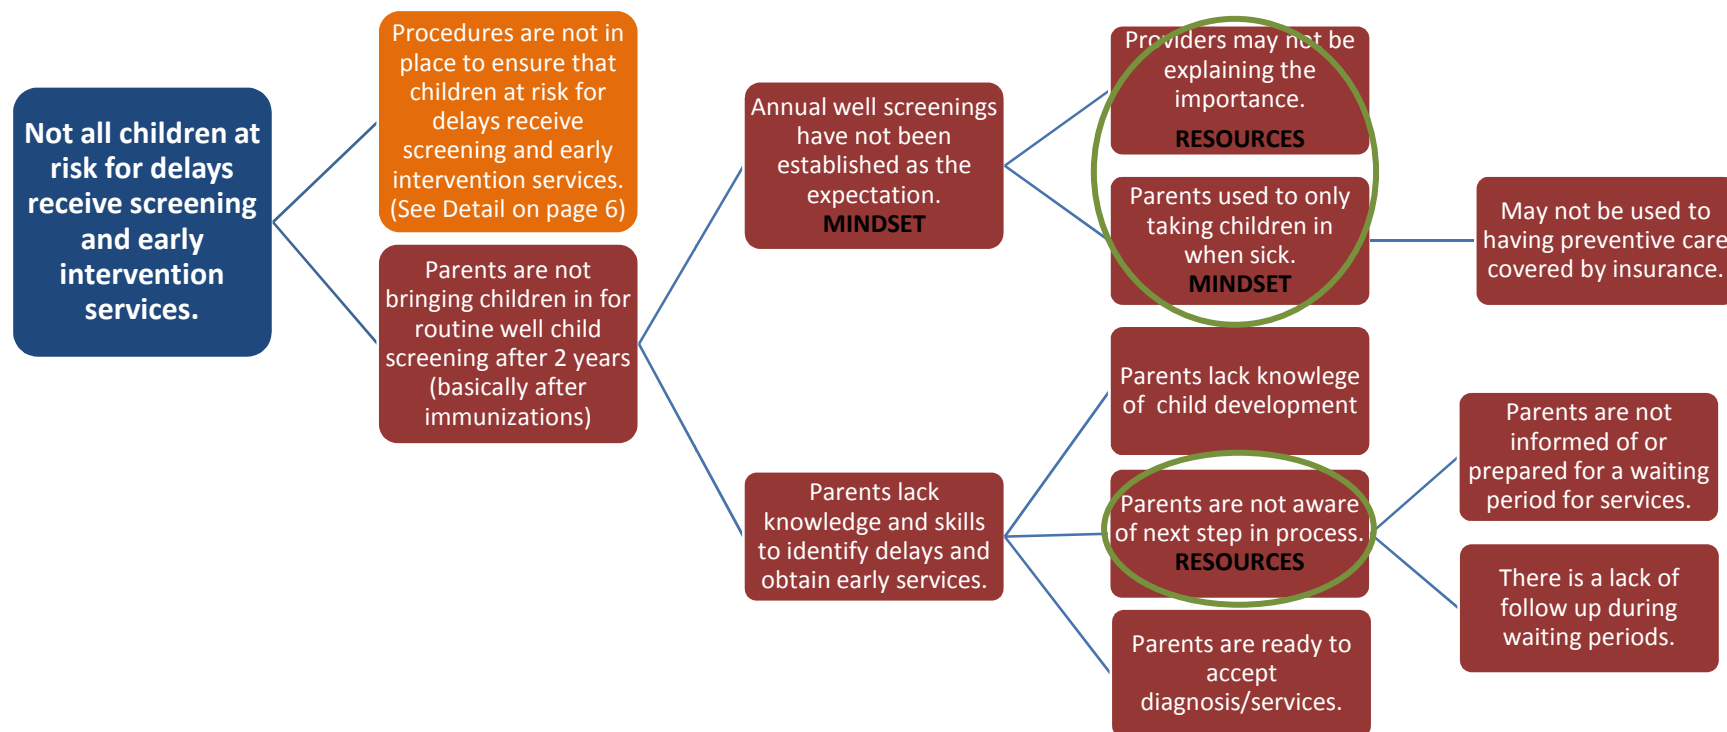 Not all children at
risk for delays
receive screening
and early
intervention
services.
Procedures are not in
place to ensure that
children at risk for
delays receive
screening and early
intervention services.
(See Detail on page 6)
Parents are not
bringing children in for
routine well child
screening after 2 years
(basically after
immunizations)
Annual well screenings
have not been
established as the
expectation.
MINDSET
Parents lack
knowledge and skills
to identify delays and
obtain early services.
Providers may not be
explaining the
importance.
RESOURCES
Parents used to only
taking children in
when sick.
MINDSET
May not be used to
having preventive care
covered by insurance.
Parents lack knowlege
of child development
Parents are not aware
of next step in process.
RESOURCES
Parents are ready to
accept
diagnosis/services.
Parents are not
informed of or
prepared for a waiting
period for services.
There is a lack of
follow up during
waiting periods.